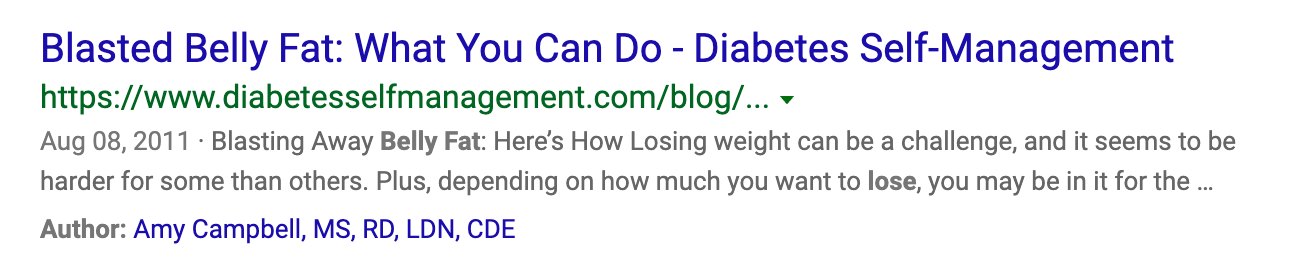 Blasted Belly Fat: What You Can Do - Diabetes Self-Management
https://www.diabetesselfmanagement.com/blog/...
Aug 08, 2011 · Blasting Away Belly Fat: Here’s How Losing weight can be a challenge, and it seems to be
harder for some than others. Plus, depending on how much you want to lose, you may be in it for the ...
Author: Amy Campbell, MS, RD, LDN, CDE